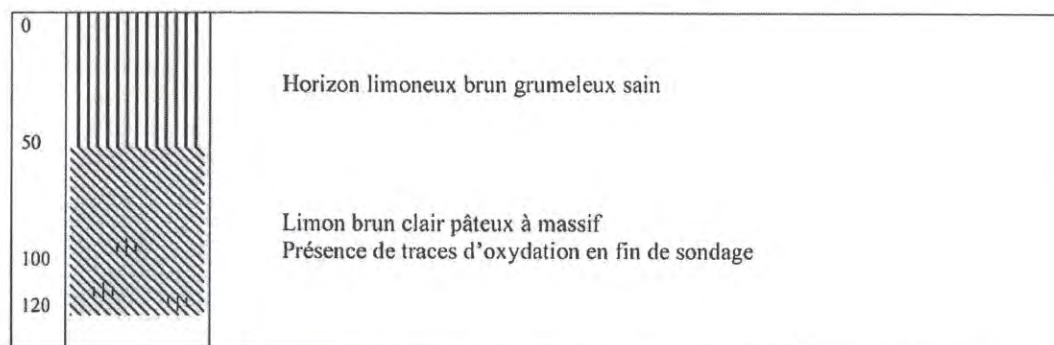 0
Horizon limoneux brun grumeleux sain
50
Limon brun clair pâteux à massif
Présence de traces d'oxydation en fin de sondage
100
120